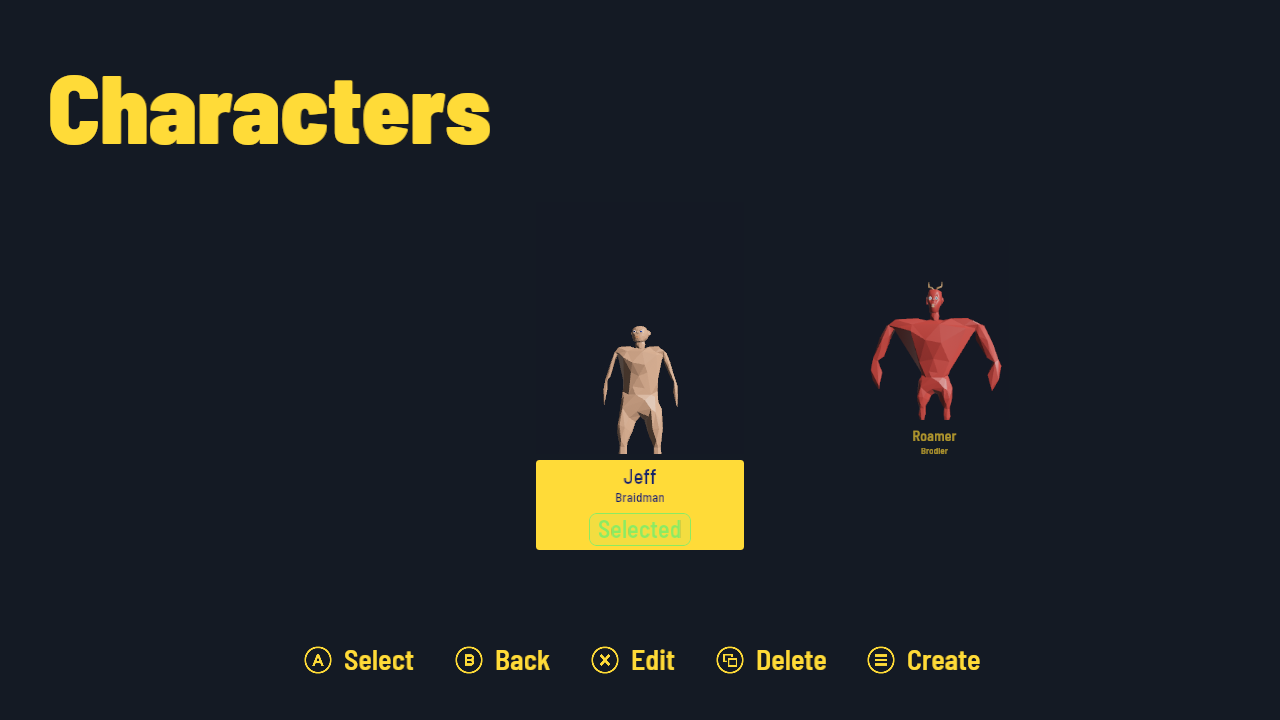 Characters
Jeff
Braidman
Selected
Roamer
Brodler
A Select B Back X Edit Delete Create